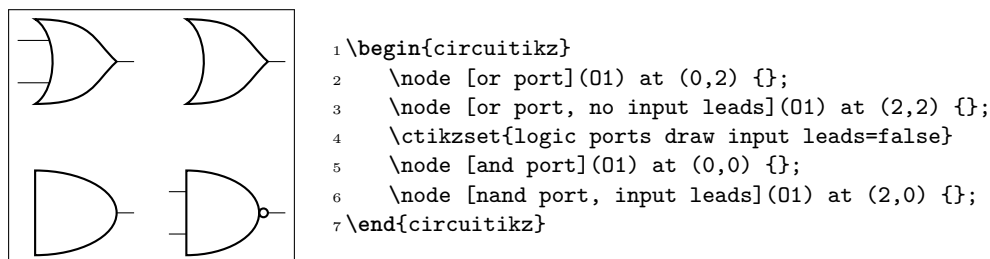 1 \begin{circuitikz}
2     \node [or port](O1) at (0,2) {};
3     \node [or port, no input leads](O1) at (2,2) {};
4     \ctikzset{logic ports draw input leads=false}
5     \node [and port](O1) at (0,0) {};
6     \node [nand port, input leads](O1) at (2,0) {};
7 \end{circuitikz}